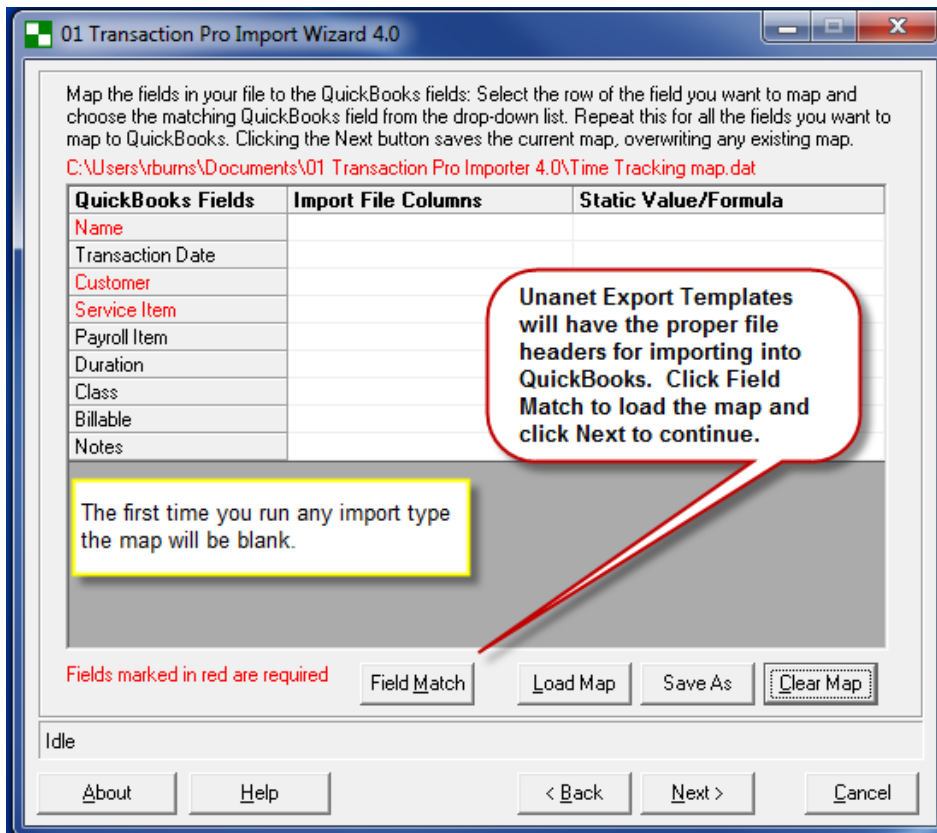 01 Transaction Pro Import Wizard 4.0
Map the fields in your file to the QuickBooks fields: Select the row of the field you want to map and
choose the matching QuickBooks field from the drop-down list. Repeat this for all the fields you want to
map to QuickBooks. Clicking the Next button saves the current map, overwriting any existing map.
C:\Users\rburns\Documents\01 Transaction Pro Importer 4.0\Time Tracking map.dat
QuickBooks Fields Import File Columns Static Value/Formula
Name
Transaction Date
Customer
Service Item
Payroll Item
Duration
Class
Billable
Notes
Unanet Export Templates
will have the proper file
headers for importing into
QuickBooks. Click Field
Match to load the map and
click Next to continue.
The first time you run any import type
the map will be blank.
Fields marked in red are required Field Match Load Map Save As Clear Map
Idle
About Help < Back Next > Cancel